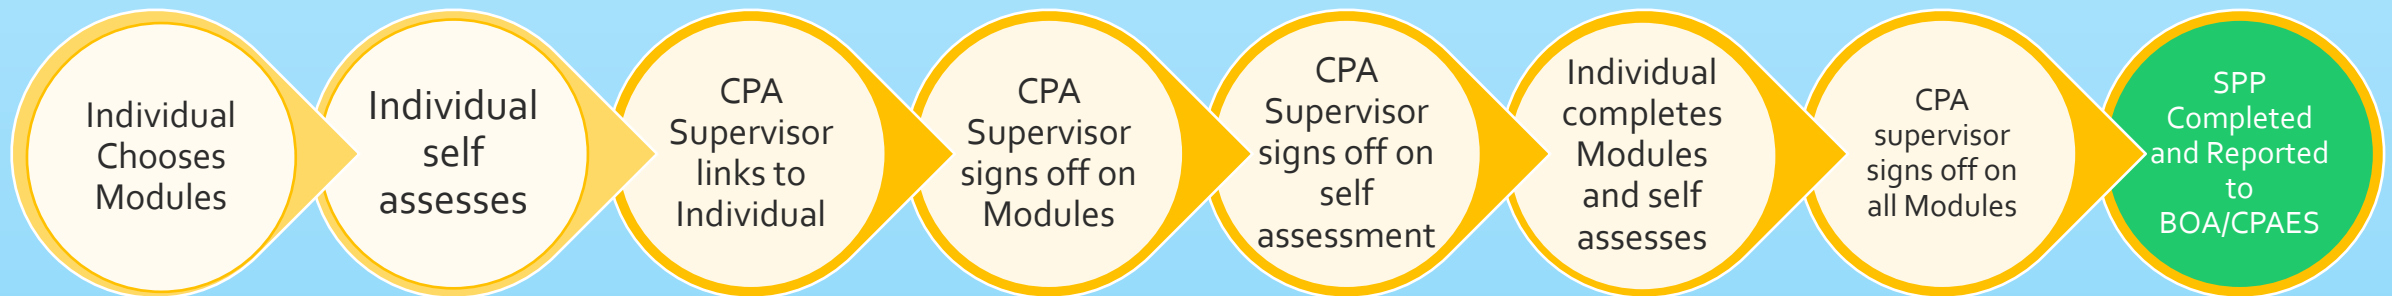 Individual
Chooses
Modules
Individual
self
assesses
CPA
Supervisor
links to
Individual
CPA
Supervisor
signs off on
Modules
CPA
Supervisor
signs off on
self
assessment
Individual
completes
Modules
and self
assesses
CPA
supervisor
signs off on
all Modules
SPP
Completed
and Reported
to
BOA/CPAES